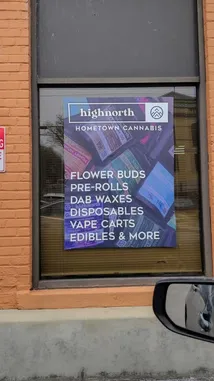 highnorth
HOMETOWN CANNABIS
FLOWER BUDS
PRE-ROLLS
DAB WAXES
DISPOSABLES
VAPE CARTS
EDIBLES & MORE